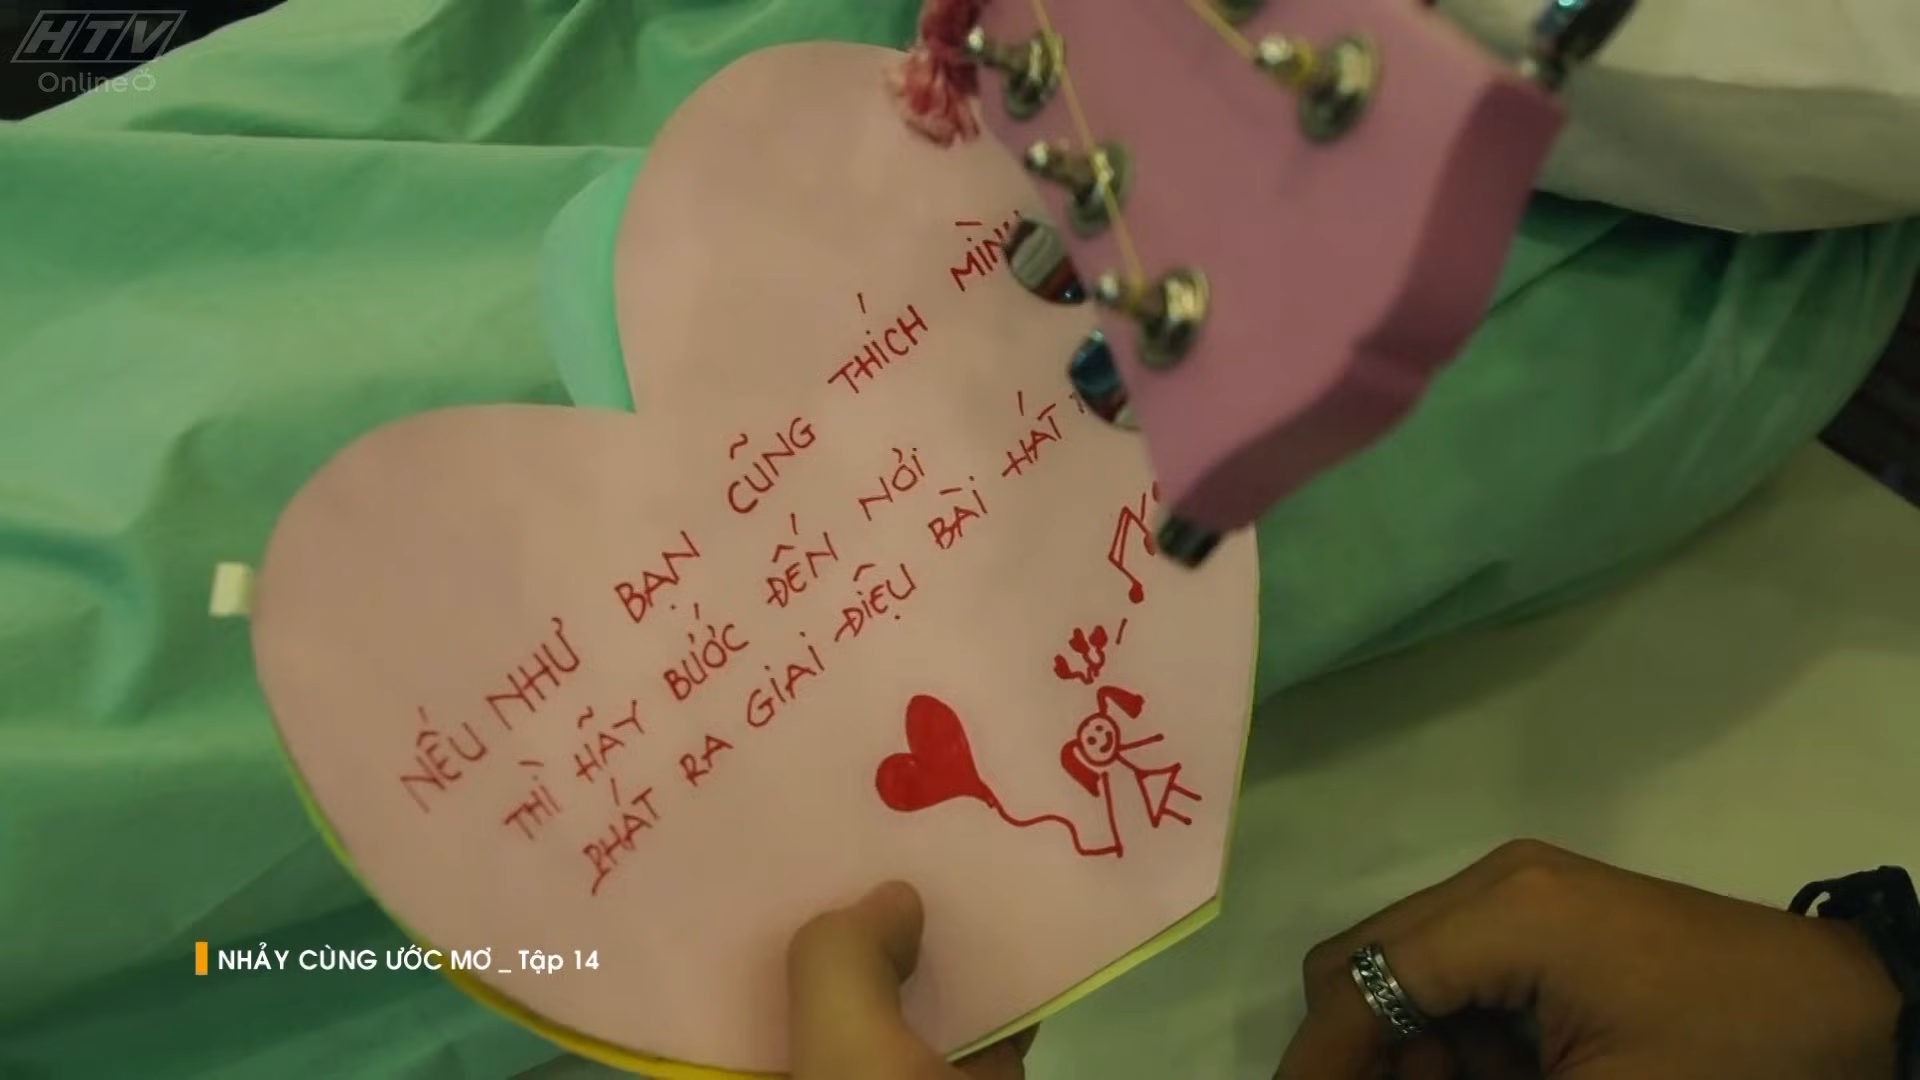 HTV
Online
NẾU NHƯ BẠN CŨNG THÍCH
THÌ HÃY BƯỚC ĐẾN NƠI
PHÁT RA GIAI ĐIỆU BÀI HÁT
NHẢY CÙNG ƯỚC MƠ _ Tập 14